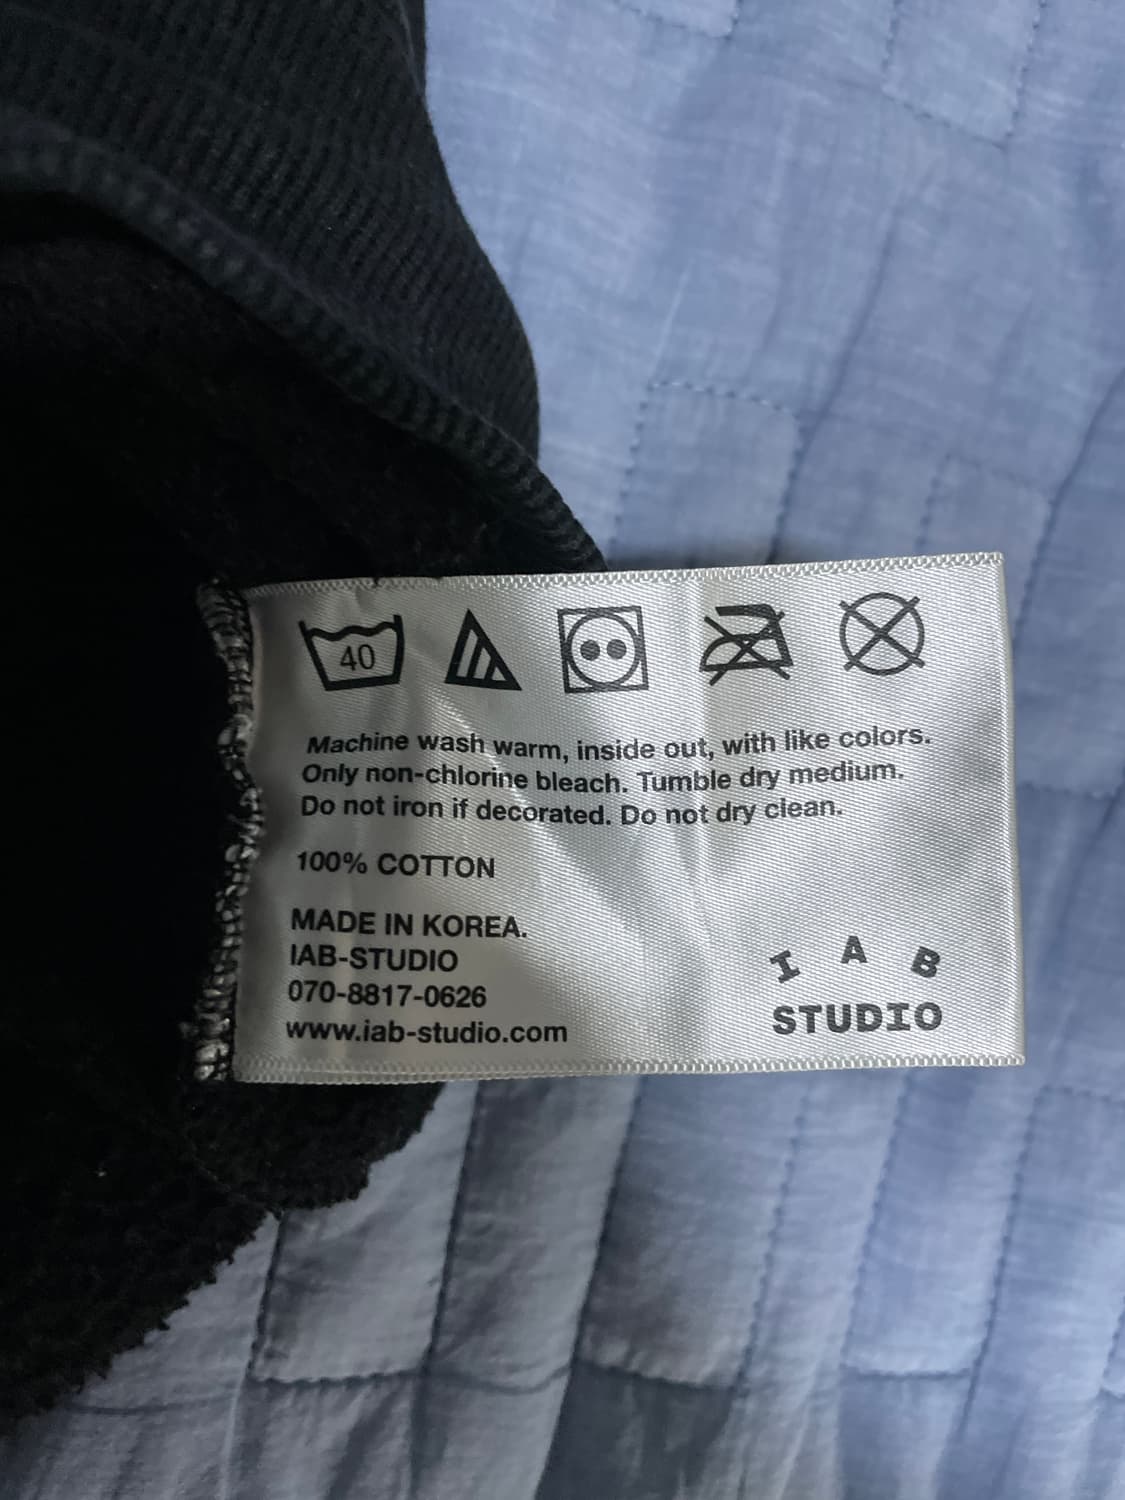 40
Machine wash warm, inside out, with like colors.
Only non-chlorine bleach. Tumble dry medium.
Do not iron if decorated. Do not dry clean.
100% COTTON
MADE IN KOREA.
IAB-STUDIO
070-8817-0626
www.iab-studio.com
I A B
STUDIO